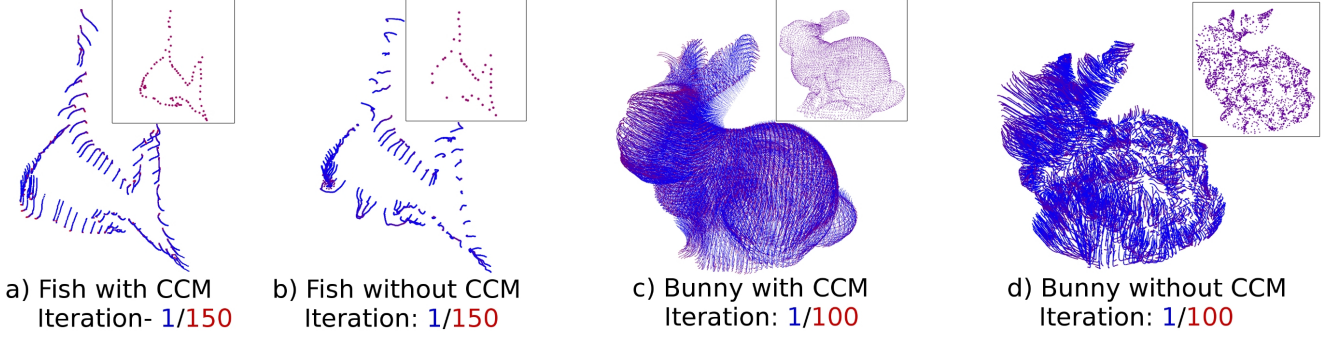 a) Fish with CCM
Iteration- 1/150
b) Fish without CCM
Iteration: 1/150
c) Bunny with CCM
Iteration: 1/100
d) Bunny without CCM
Iteration: 1/100